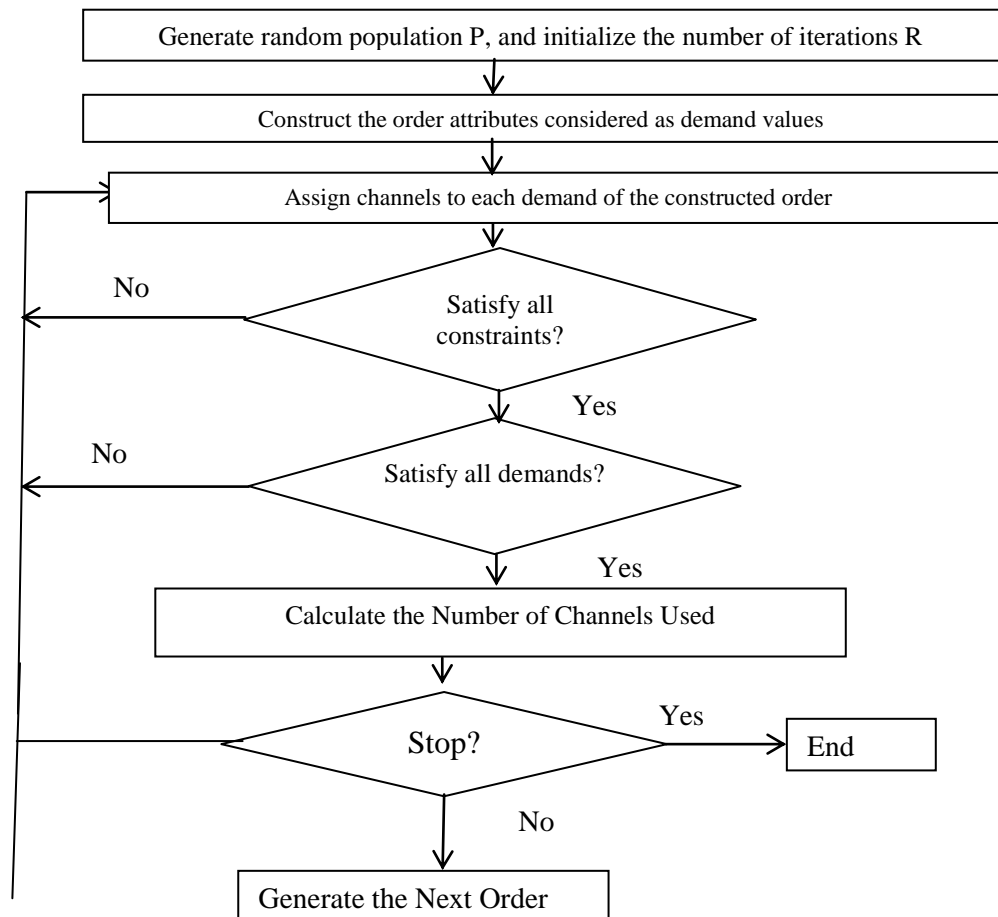 Generate random population P, and initialize the number of iterations R
Construct the order attributes considered as demand values
Assign channels to each demand of the constructed order
No
Satisfy all
constraints?
Yes
No
Satisfy all demands?
Yes
Calculate the Number of Channels Used
Stop?
Yes
End
No
Generate the Next Order